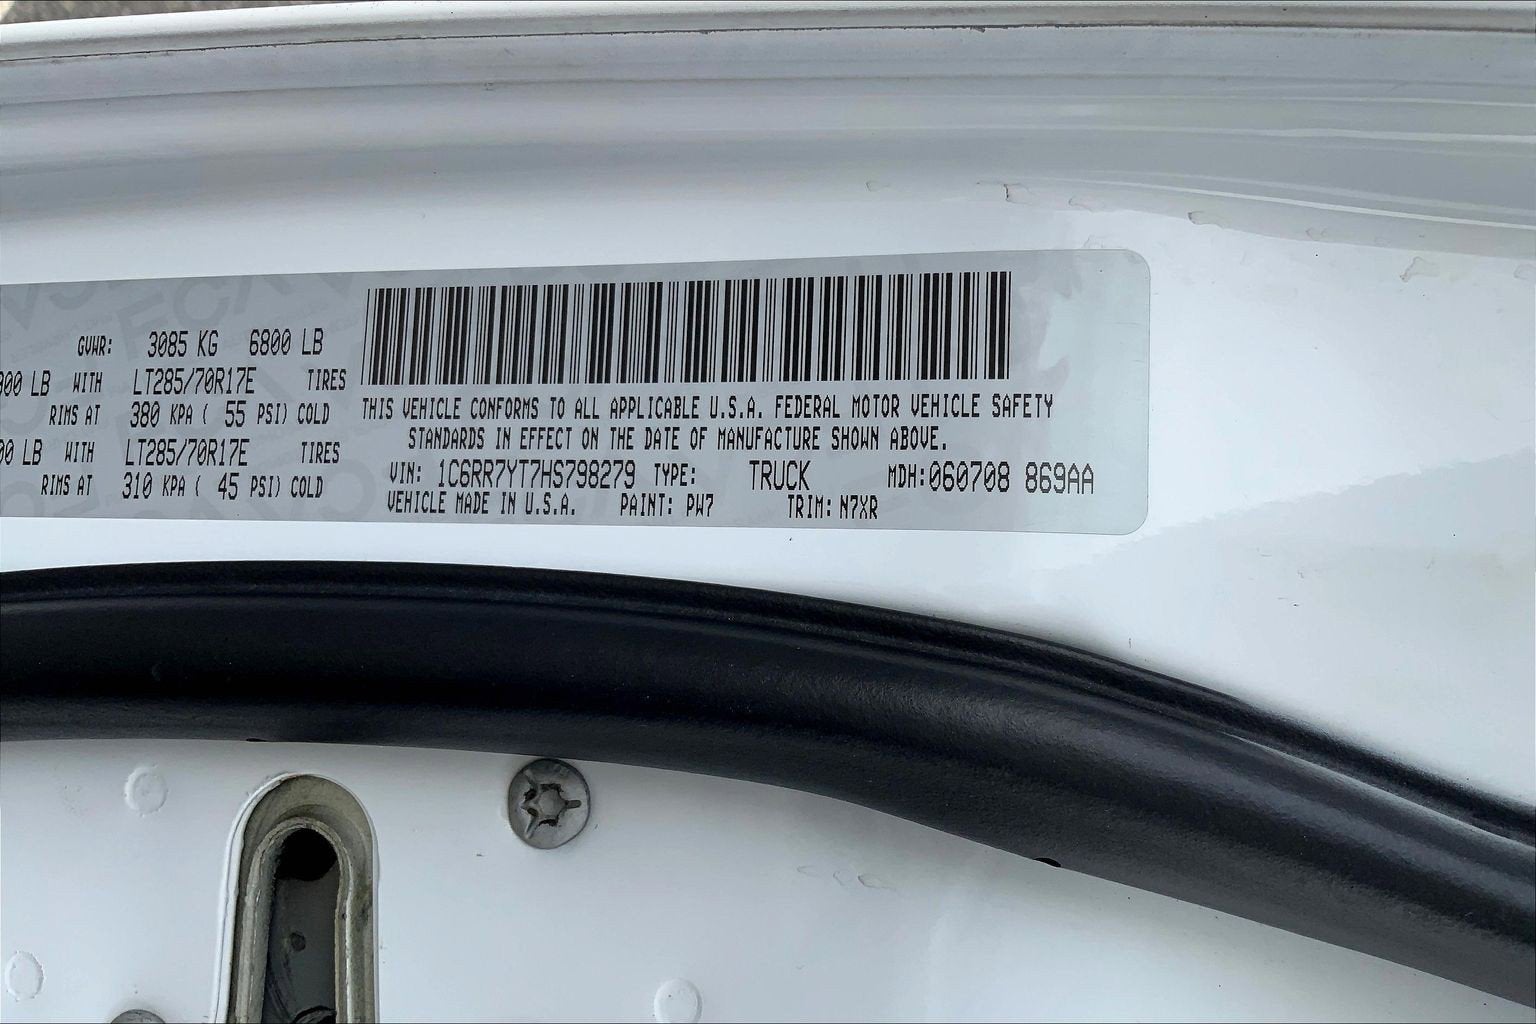 GVWR: 3085 KG 6800 LB
LB WITH LT285/70R17E TIRES
RIMS AT 380 KPA ( 55 PSI) COLD
LB WITH LT285/70R17E TIRES
RIMS AT 310 KPA ( 45 PSI) COLD
THIS VEHICLE CONFORMS TO ALL APPLICABLE U.S.A. FEDERAL MOTOR VEHICLE SAFETY
STANDARDS IN EFFECT ON THE DATE OF MANUFACTURE SHOWN ABOVE.
VIN: 1C6RR7YT7HS798279 TYPE: TRUCK MDH:060708 869AA
VEHICLE MADE IN U.S.A. PAINT: PW7 TRIM: N7XR